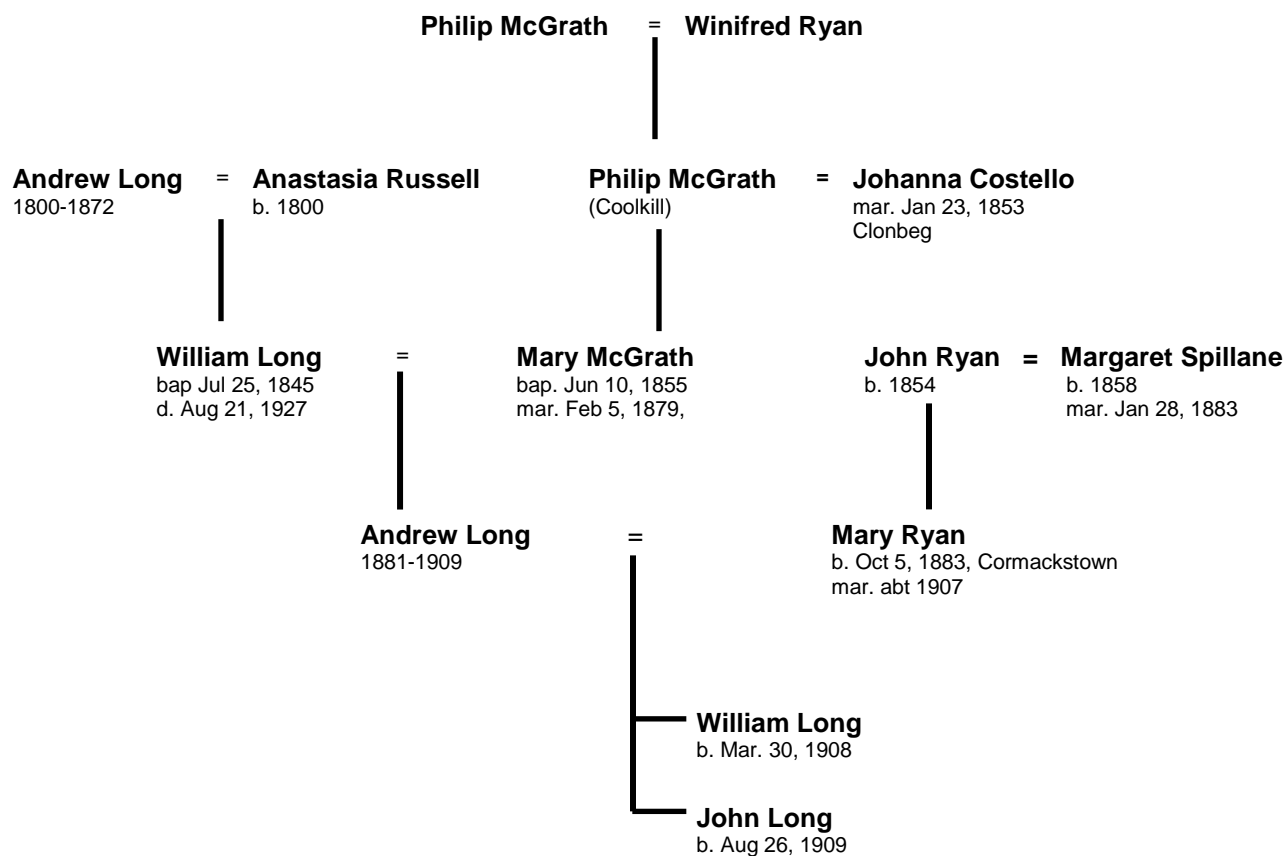 Philip McGrath = Winifred Ryan
Andrew Long = Anastasia Russell
1800-1872
b. 1800
Philip McGrath = Johanna Costello
(Coolkill)
mar. Jan 23, 1853
Clonbeg
William Long = Mary McGrath
bap Jul 25, 1845
d. Aug 21, 1927
bap. Jun 10, 1855
mar. Feb 5, 1879,
John Ryan = Margaret Spillane
b. 1854
b. 1858
mar. Jan 28, 1883
Andrew Long = Mary Ryan
1881-1909
b. Oct 5, 1883, Cormackstown
mar. abt 1907
William Long
b. Mar. 30, 1908
John Long
b. Aug 26, 1909